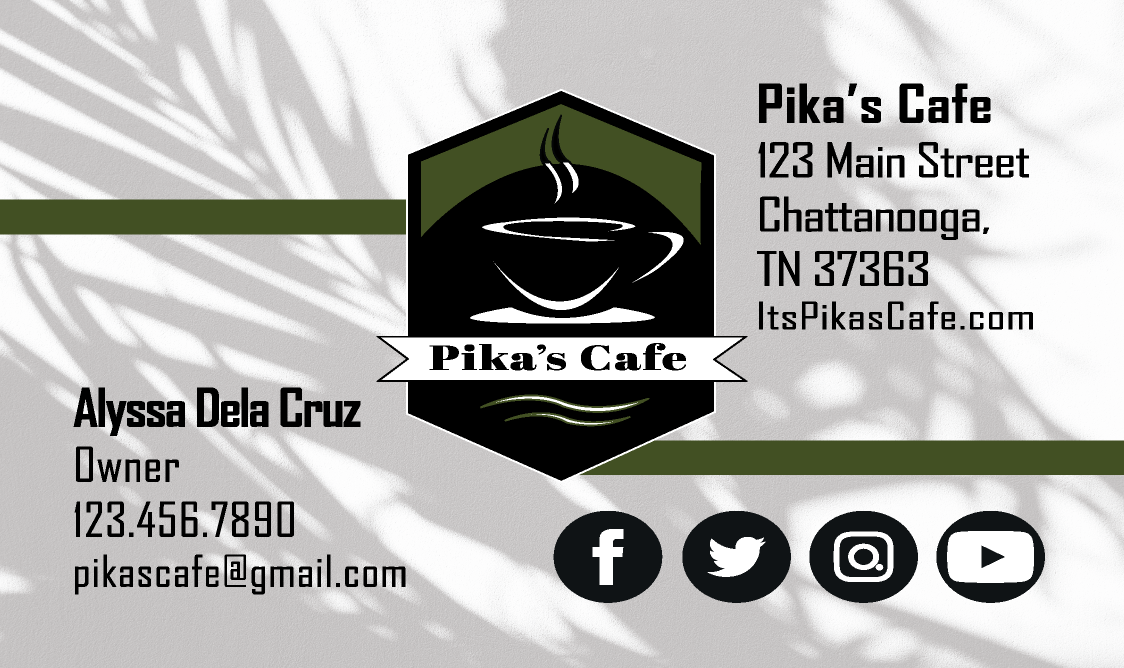 Pika's Cafe
123 Main Street
Chattanooga,
TN 37363
ItsPikasCafe.com
Pika's Cafe
Alyssa Dela Cruz
Owner
123.456.7890
pikascafe@gmail.com